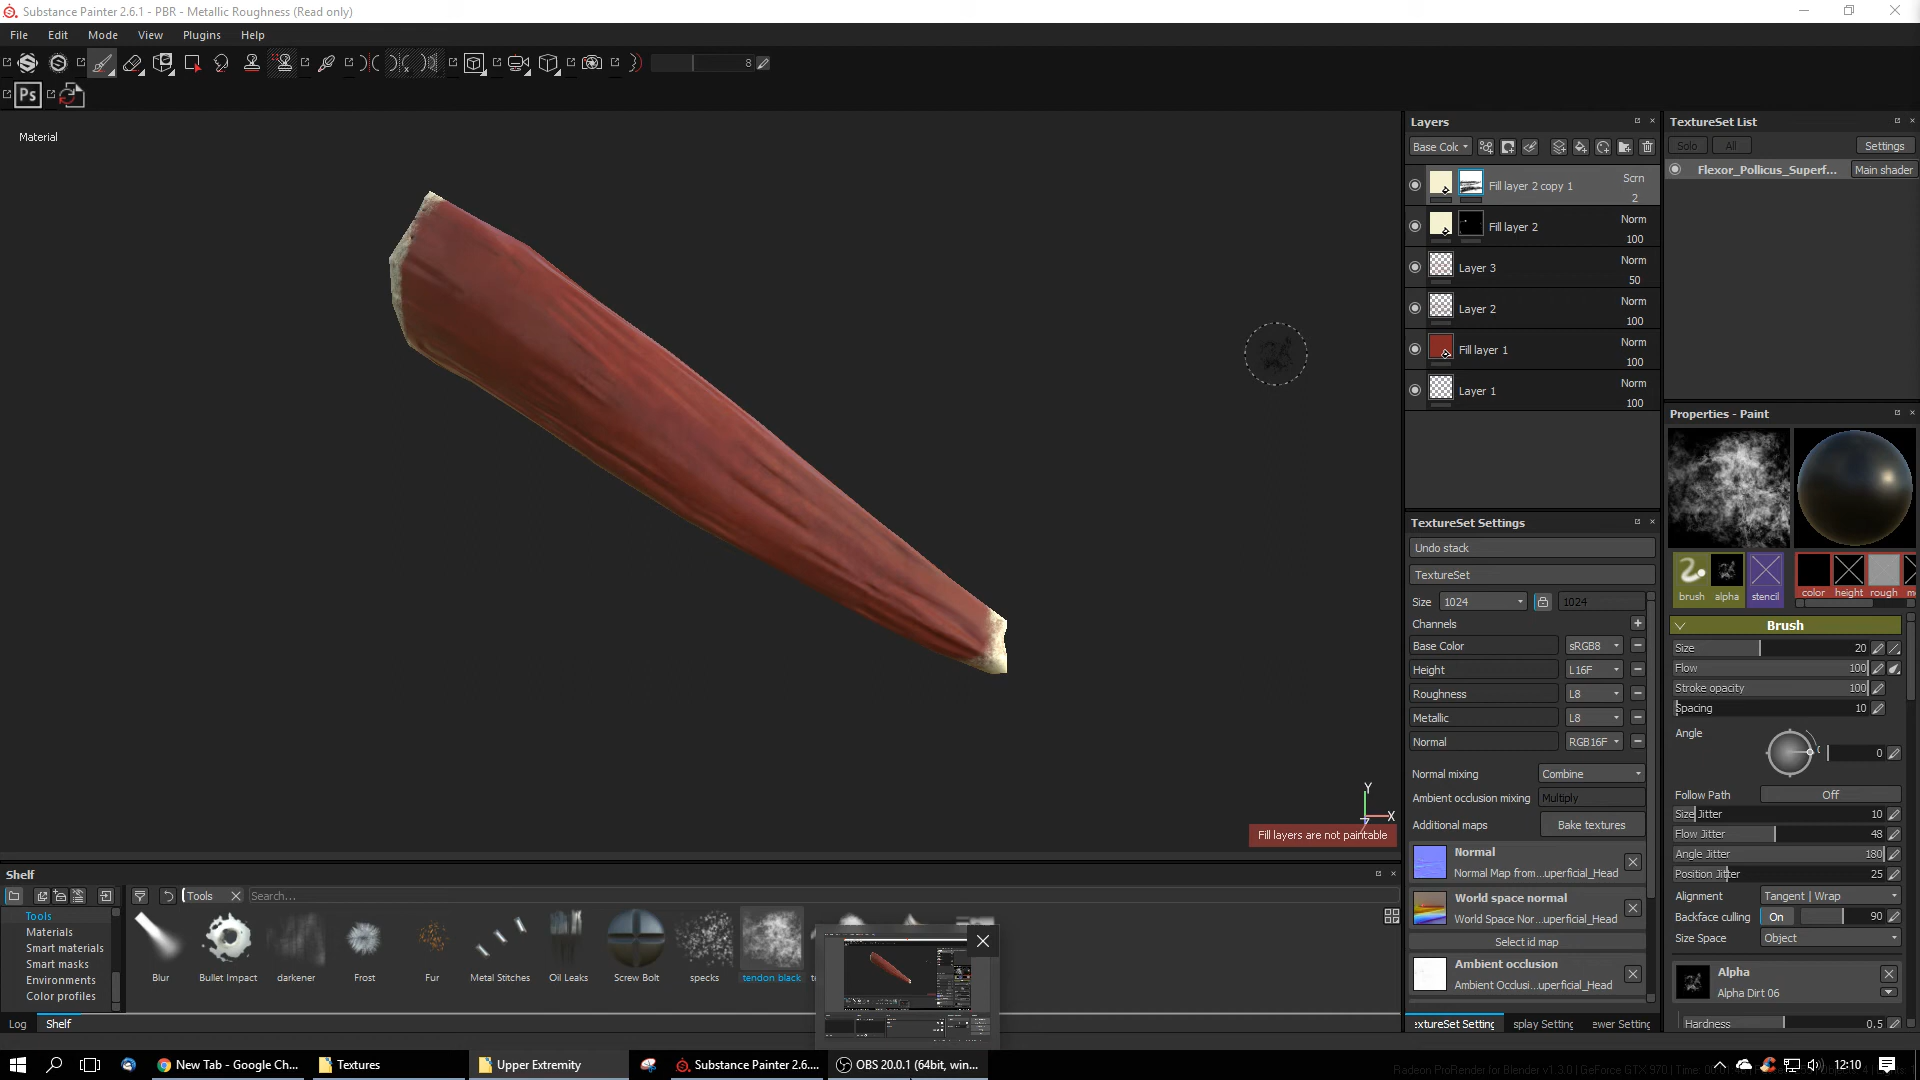 Substance Painter 2.6.1 - PBR - Metallic Roughness (Read only)
File Edit Mode View Plugins Help
8
Ps
Material
Layers
Base Colc
Fill layer 2 copy 1 Scrn 2
Fill layer 2 Norm 100
Layer 3 Norm 50
Layer 2 Norm 100
Fill layer 1 Norm 100
Layer 1 Norm 100
TextureSet List
Solo All Settings
Flexor_Pollicus_Superf... Main shader
TextureSet Settings
Undo stack
TextureSet
Size 1024 1024
Channels
Base Color sRGB8
Height L16F
Roughness L8
Metallic L8
Normal RGB16F
Normal mixing Combine
Ambient occlusion mixing Multiply
Additional maps Bake textures
Normal
Normal Map from...uperficial_Head
World space normal
World Space Nor...uperficial_Head
Select id map
Ambient occlusion
Ambient Occlusi...uperficial_Head
extureSet Setting splay Setting ewer Setting
Properties - Paint
brush alpha stencil color height rough m
Brush
Size 20
Flow 100
Stroke opacity 100
Spacing 10
Angle 0
Follow Path Off
Size Jitter 10
Flow Jitter 48
Angle Jitter 180
Position Jitter 25
Alignment Tangent | Wrap
Backface culling On 90
Size Space Object
Alpha
Alpha Dirt 06
Hardness 0.5
Y
X
Fill layers are not paintable
Shelf
Tools Search...
Tools
Materials
Smart materials
Smart masks
Environments
Color profiles
Blur Bullet Impact darkener Frost Fur Metal Stitches Oil Leaks Screw Bolt specks tendon black
Log Shelf
New Tab - Google Ch... Textures Upper Extremity Substance Painter 2.6.... OBS 20.0.1 (64bit, win... 12:10